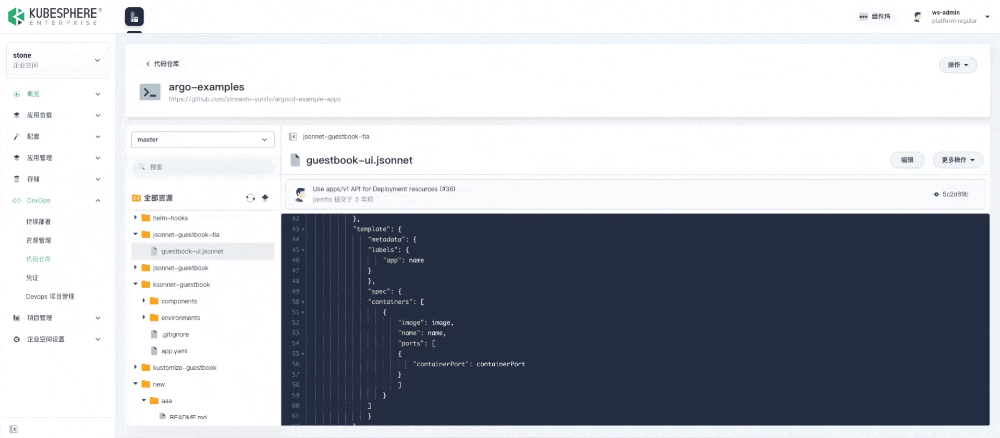 KUBESPHERE®
ENTERPRISE
组件坞
ws-admin
platform regular
stone
企业空间
概览
应用负载
配置
应用管理
存储
DevOps
持续部署
资源管理
代码仓库
凭证
Devops 项目管理
项目管理
企业空间设置
代码仓库
argo-examples
https://github.com/stoneshi-yunify/argocd-example-apps
操作
master
搜索
全部资源
helm-hooks
jsonnet-guestbook-tla
guestbook-ui.jsonnet
jsonnet-guestbook
ksonnet-guestbook
components
environments
.gitignore
app.yaml
kustomize-guestbook
new
aaa
README.md
jsonnet-guestbook-tla
guestbook-ui.jsonnet
编辑
更多操作
Use apps/v1 API for Deployment resources (#38)
jannfis 提交于 5 年前
5c2d89b
42 },
43 "template": {
44 "metadata": {
45 "labels": {
46 "app": name
47 }
48 },
49 "spec": {
50 "containers": [
51 {
52 "image": image,
53 "name": name,
54 "ports": [
55 {
56 "containerPort": containerPort
57 }
58 ]
59 }
60 ]
61 }